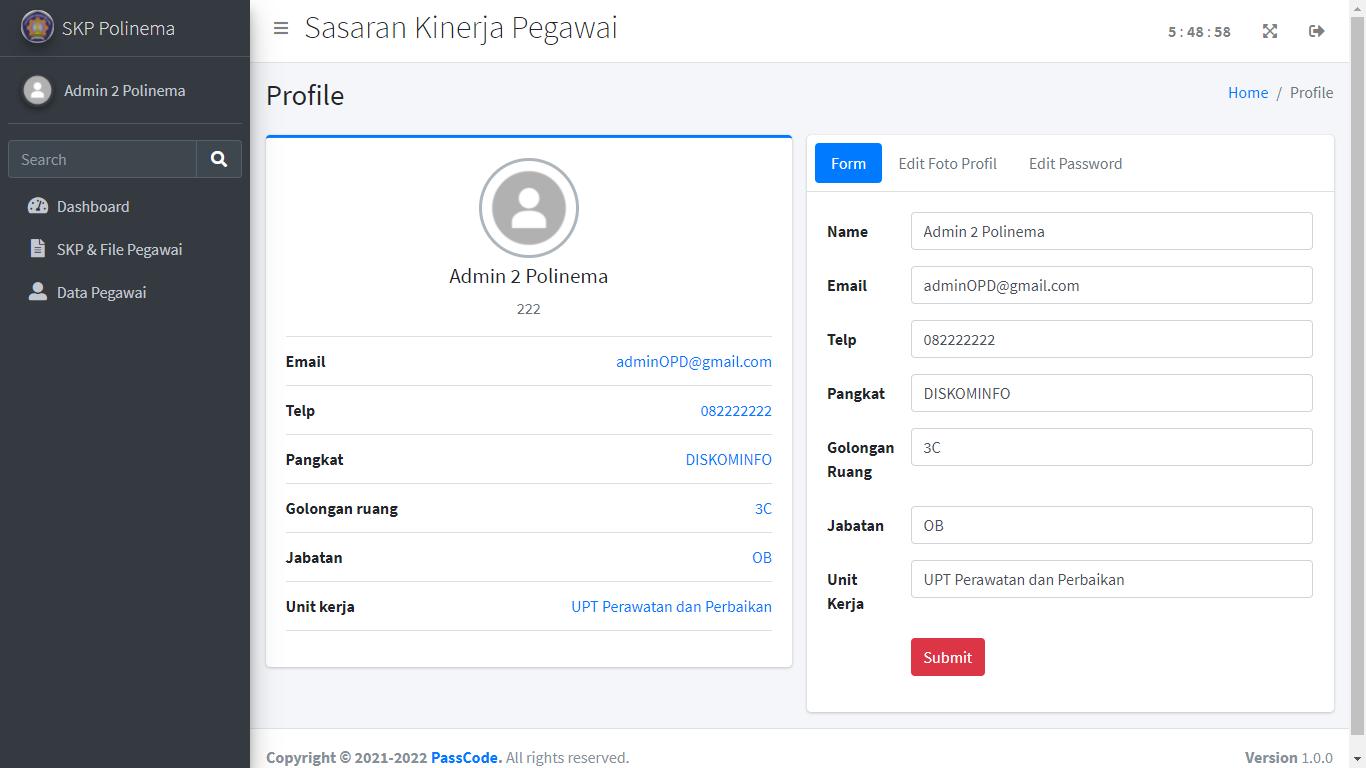 SKP Polinema
Admin 2 Polinema
Search
Dashboard
SKP & File Pegawai
Data Pegawai
Sasaran Kinerja Pegawai
5 : 48 : 58
Profile
Home / Profile
Admin 2 Polinema
222
Email adminOPD@gmail.com
Telp 082222222
Pangkat DISKOMINFO
Golongan ruang 3C
Jabatan OB
Unit kerja UPT Perawatan dan Perbaikan
Form Edit Foto Profil Edit Password
Name Admin 2 Polinema
Email adminOPD@gmail.com
Telp 082222222
Pangkat DISKOMINFO
Golongan 3C
Ruang
Jabatan OB
Unit UPT Perawatan dan Perbaikan
Kerja
Submit
Copyright © 2021-2022 PassCode. All rights reserved.
Version 1.0.0